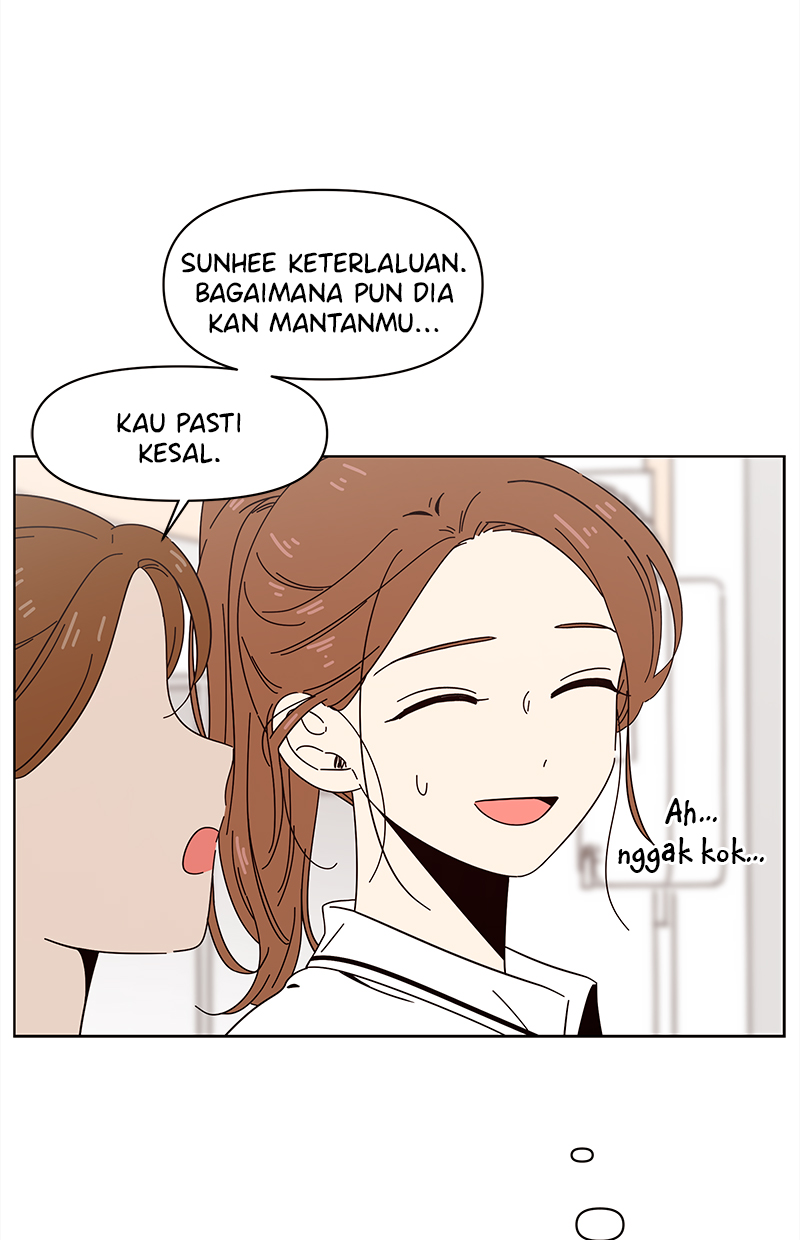 SUNHEE KETERLALUAN.
BAGAIMANA PUN DIA
KAN MANTANMU...
KAU PASTI
KESAL.
Ah...
nggak kok...